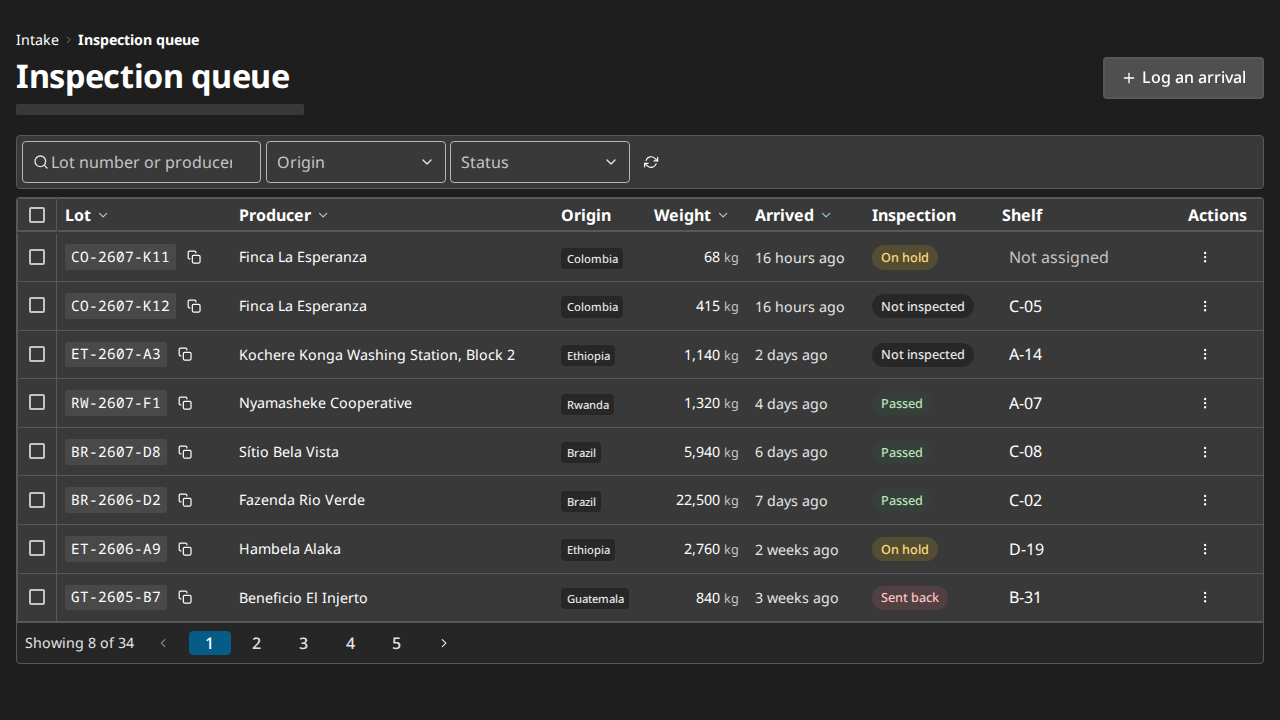 Intake Inspection queue
Inspection queue
Log an arrival
Lot number or producer Origin Status
Lot Producer Origin Weight Arrived Inspection Shelf Actions
CO-2607-K11 Finca La Esperanza Colombia 68 kg 16 hours ago On hold Not assigned
CO-2607-K12 Finca La Esperanza Colombia 415 kg 16 hours ago Not inspected C-05
ET-2607-A3 Kochere Konga Washing Station, Block 2 Ethiopia 1,140 kg 2 days ago Not inspected A-14
RW-2607-F1 Nyamasheke Cooperative Rwanda 1,320 kg 4 days ago Passed A-07
BR-2607-D8 Sítio Bela Vista Brazil 5,940 kg 6 days ago Passed C-08
BR-2606-D2 Fazenda Rio Verde Brazil 22,500 kg 7 days ago Passed C-02
ET-2606-A9 Hambela Alaka Ethiopia 2,760 kg 2 weeks ago On hold D-19
GT-2605-B7 Beneficio El Injerto Guatemala 840 kg 3 weeks ago Sent back B-31
Showing 8 of 34 1 2 3 4 5